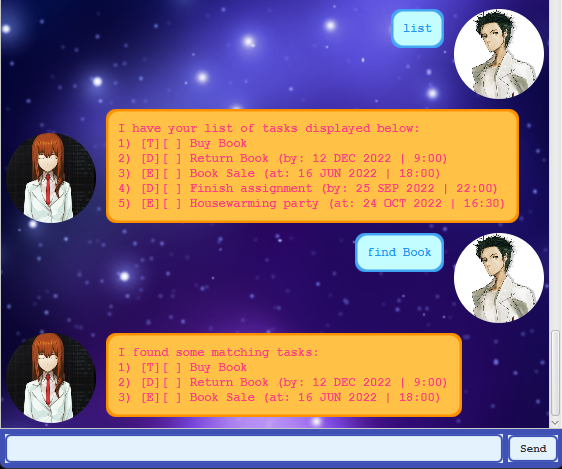 list
I have your list of tasks displayed below:
1) [T][ ] Buy Book
2) [D][ ] Return Book (by: 12 DEC 2022 | 9:00)
3) [E][ ] Book Sale (at: 16 JUN 2022 | 18:00)
4) [D][ ] Finish assignment (by: 25 SEP 2022 | 22:00)
5) [E][ ] Housewarming party (at: 24 OCT 2022 | 16:30)
find Book
I found some matching tasks:
1) [T][ ] Buy Book
2) [D][ ] Return Book (by: 12 DEC 2022 | 9:00)
3) [E][ ] Book Sale (at: 16 JUN 2022 | 18:00)
Send